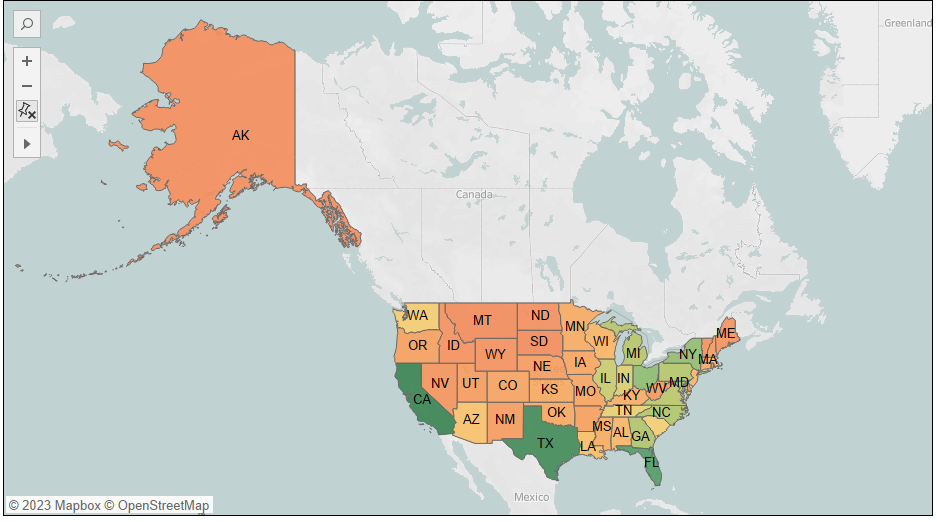 Greenland
AK
Canada
WA
MT
ND
MN
ME
OR
ID
SD
WI
MI
NY
MA
WY
IA
NE
NV
UT
CO
IL
IN
WV
MD
CA
KS
MO
KY
AZ
NM
OK
TN
NC
TX
MS
AL
GA
LA
FL
Mexico
© 2023 Mapbox © OpenStreetMap